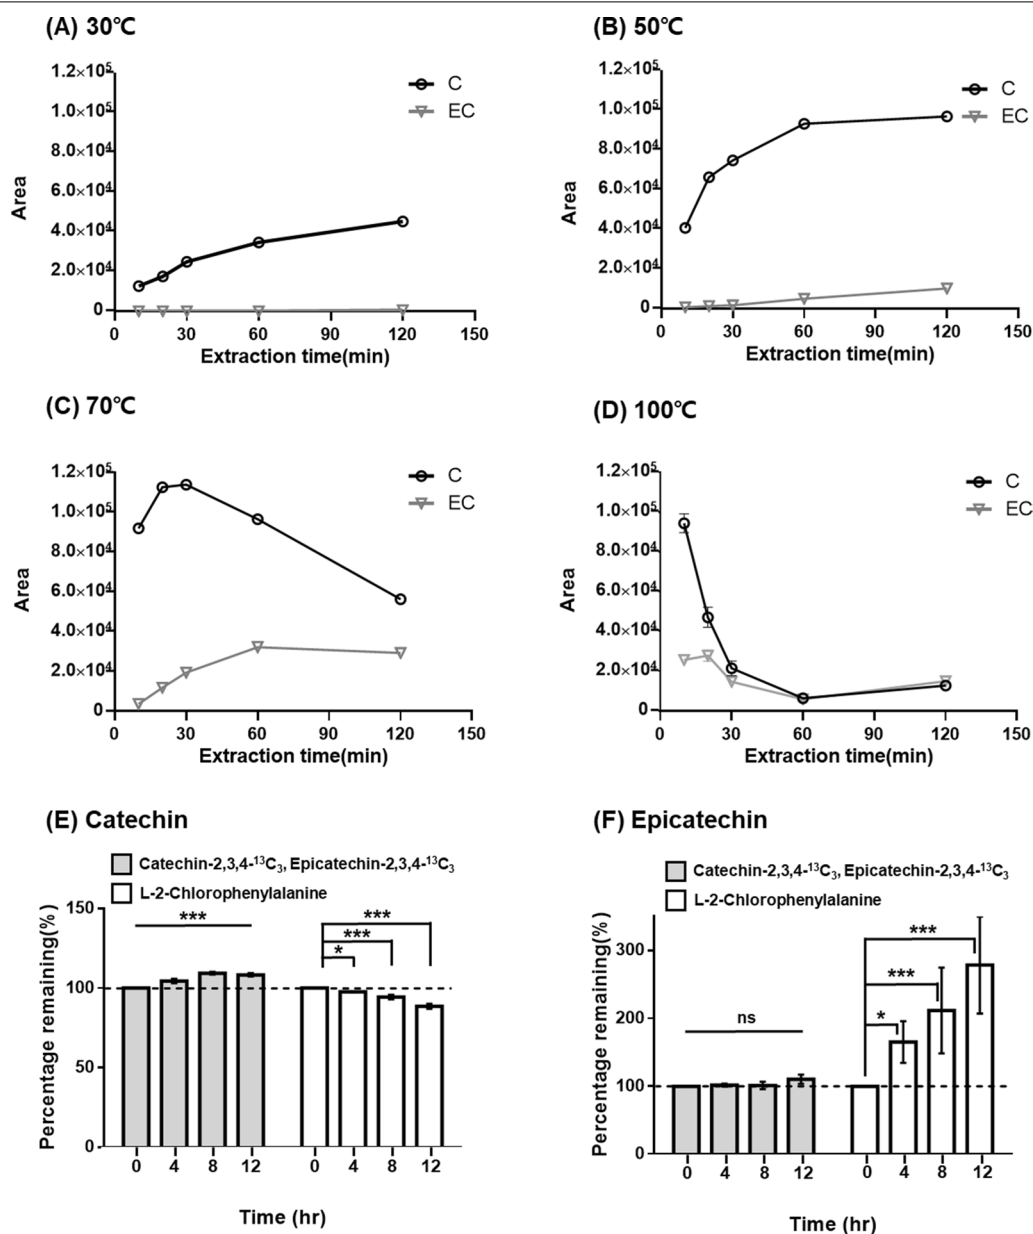 (A) 30℃
1.2×10⁵
1.0×10⁵
8.0×10⁴
6.0×10⁴
4.0×10⁴
2.0×10⁴
0
Area
C
EC
0 30 60 90 120 150
Extraction time(min)
(B) 50℃
1.2×10⁵
1.0×10⁵
8.0×10⁴
6.0×10⁴
4.0×10⁴
2.0×10⁴
0
Area
C
EC
0 30 60 90 120 150
Extraction time(min)
(C) 70℃
1.2×10⁵
1.0×10⁵
8.0×10⁴
6.0×10⁴
4.0×10⁴
2.0×10⁴
0
Area
C
EC
0 30 60 90 120 150
Extraction time(min)
(D) 100℃
1.2×10⁵
1.0×10⁵
8.0×10⁴
6.0×10⁴
4.0×10⁴
2.0×10⁴
0
Area
C
EC
0 30 60 90 120 150
Extraction time(min)
(E) Catechin
Catechin-2,3,4-¹³C₃, Epicatechin-2,3,4-¹³C₃
L-2-Chlorophenylalanine
Percentage remaining(%)
150
100
50
0
***
***
***
*
0 4 8 12 0 4 8 12
Time (hr)
(F) Epicatechin
Catechin-2,3,4-¹³C₃, Epicatechin-2,3,4-¹³C₃
L-2-Chlorophenylalanine
Percentage remaining(%)
300
200
100
0
ns
***
***
*
0 4 8 12 0 4 8 12
Time (hr)